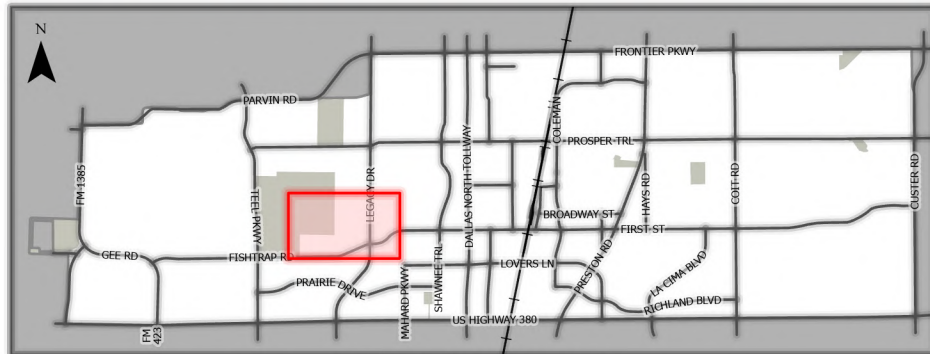 N
FRONTIER PKWY
PARVIN RD
COLEMAN
PROSPER TRL
DALLAS NORTH TOLLWAY
FM 1385
TEEL PKWY
LEGACY DR
HAYS RD
COIT RD
CUSTER RD
BROADWAY ST
FIRST ST
GEE RD
FISHTRAP RD
LOVERS LN
PRESTON RD
LA CIMA BLVD
PRAIRIE DRIVE
MAHARD PKWY
SHAWNEE TRL
RICHLAND BLVD
US HIGHWAY 380
FM
423